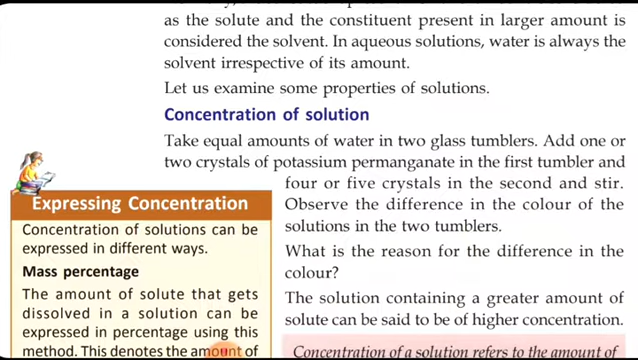 as the solute and the constituent present in larger amount is
considered the solvent. In aqueous solutions, water is always the
solvent irrespective of its amount.
Let us examine some properties of solutions.
Concentration of solution
Take equal amounts of water in two glass tumblers. Add one or
two crystals of potassium permanganate in the first tumbler and
four or five crystals in the second and stir.
Observe the difference in the colour of the
solutions in the two tumblers.
What is the reason for the difference in the
colour?
The solution containing a greater amount of
solute can be said to be of higher concentration.
Concentration of a solution refers to the amount of
Expressing Concentration
Concentration of solutions can be
expressed in different ways.
Mass percentage
The amount of solute that gets
dissolved in a solution can be
expressed in percentage using this
method. This denotes the amount of